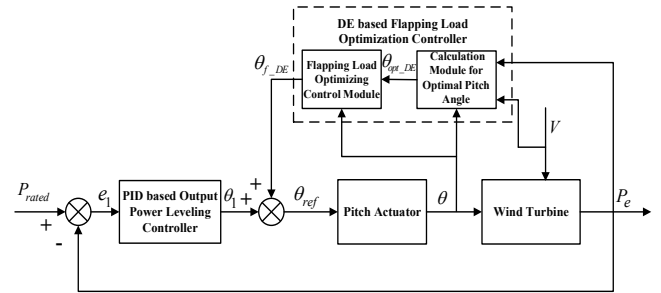 DE based Flapping Load
Optimization Controller
θf_DE
Flapping Load
Optimizing
Control Module
θopt_DE
Calculation
Module for
Optimal Pitch
Angle
V
Prated
+
-
e1
PID based Output
Power Leveling
Controller
θ1
+
+
θref
Pitch Actuator
θ
Wind Turbine
Pe